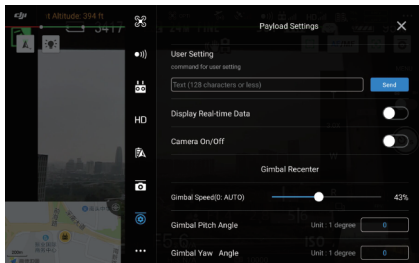 dji
t Altitude: 394 ft
5417
Payload Settings
User Setting
command for user setting
Text (128 characters or less)
Send
Display Real-time Data
HD
Camera On/Off
Gimbal Recenter
Gimbal Speed(0: AUTO)
43%
Gimbal Pitch Angle
Unit : 1 degree
0
Gimbal Yaw Angle
Unit : 1 degree
0